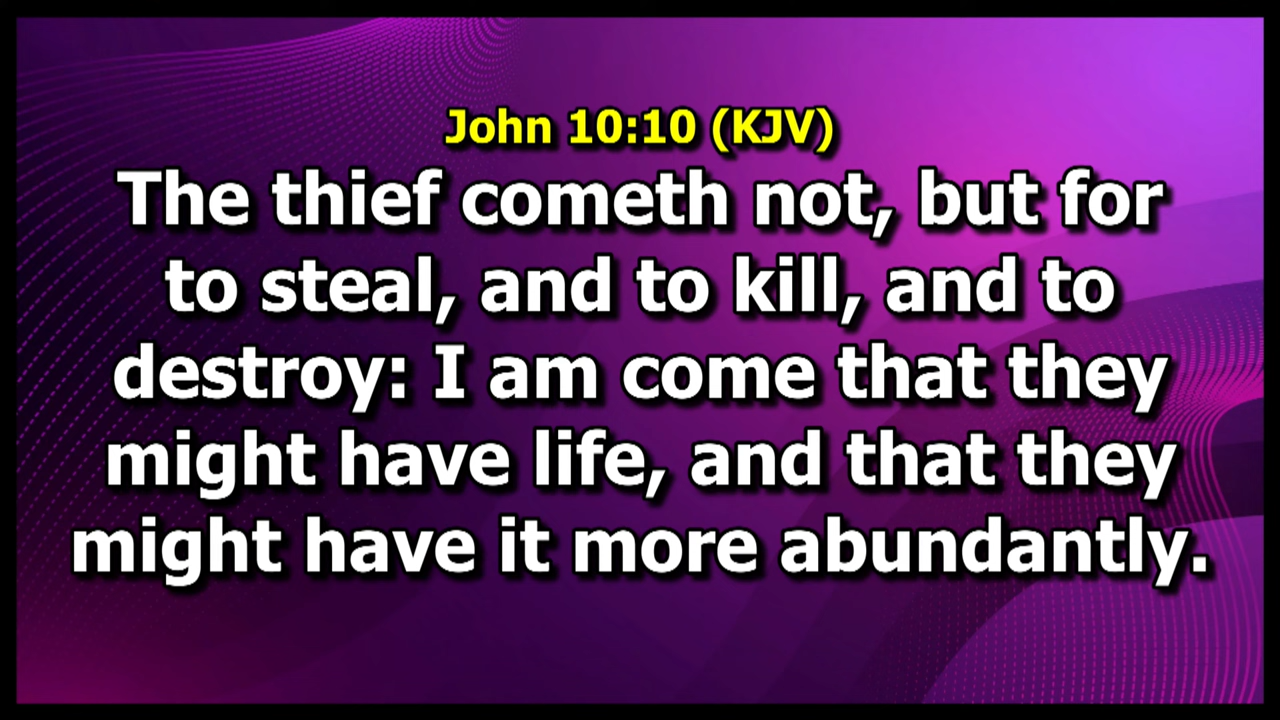 John 10:10 (KJV)
The thief cometh not, but for
to steal, and to kill, and to
destroy: I am come that they
might have life, and that they
might have it more abundantly.